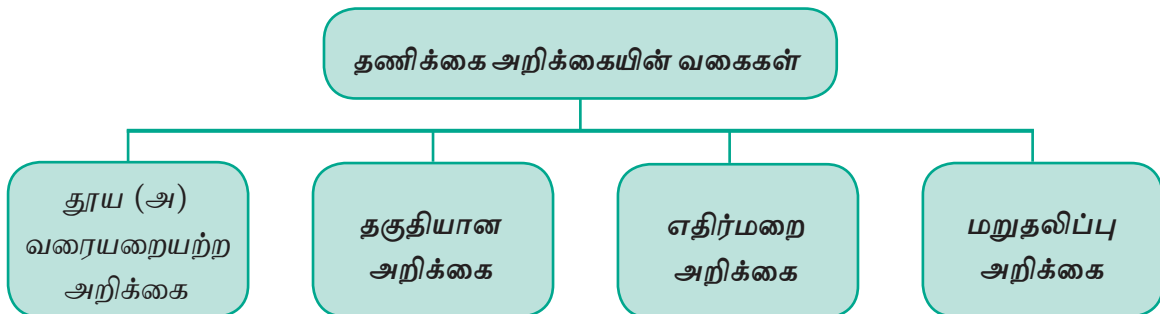 தணிக்கை அறிக்கையின் வகைகள்
தூய (அ)
வரையறையற்ற
அறிக்கை
தகுதியான
அறிக்கை
எதிர்மறை
அறிக்கை
மறுதலிப்பு
அறிக்கை